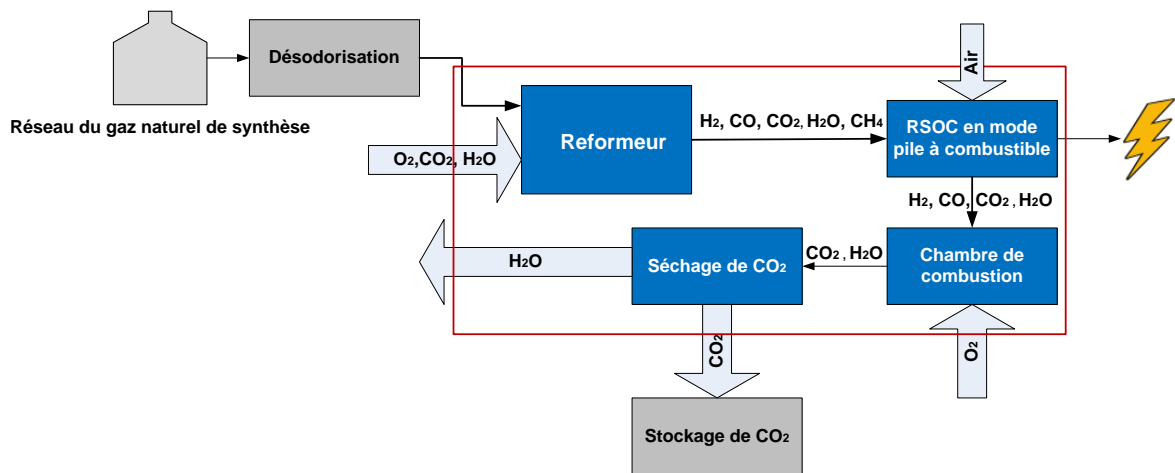 Désodorisation
Réseau du gaz naturel de synthèse
Air
Reformeur
H2, CO, CO2, H2O, CH4
RSOC en mode
pile à combustible
O2,CO2, H2O
H2, CO, CO2 , H2O
H2O
Séchage de CO2
CO2 , H2O
Chambre de
combustion
CO2
O2
Stockage de CO2